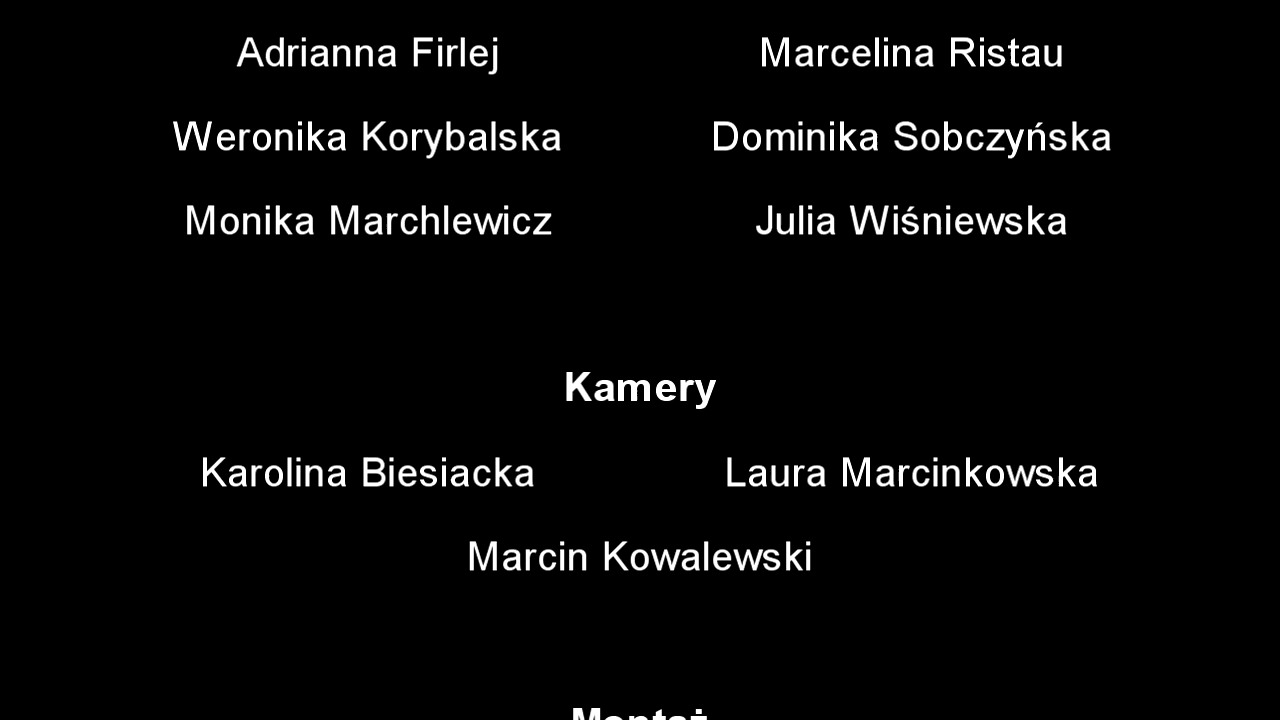 Adrianna Firlej Marcelina Ristau
Weronika Korybalska Dominika Sobczyńska
Monika Marchlewicz Julia Wiśniewska
Kamery
Karolina Biesiacka Laura Marcinkowska
Marcin Kowalewski
Montaż